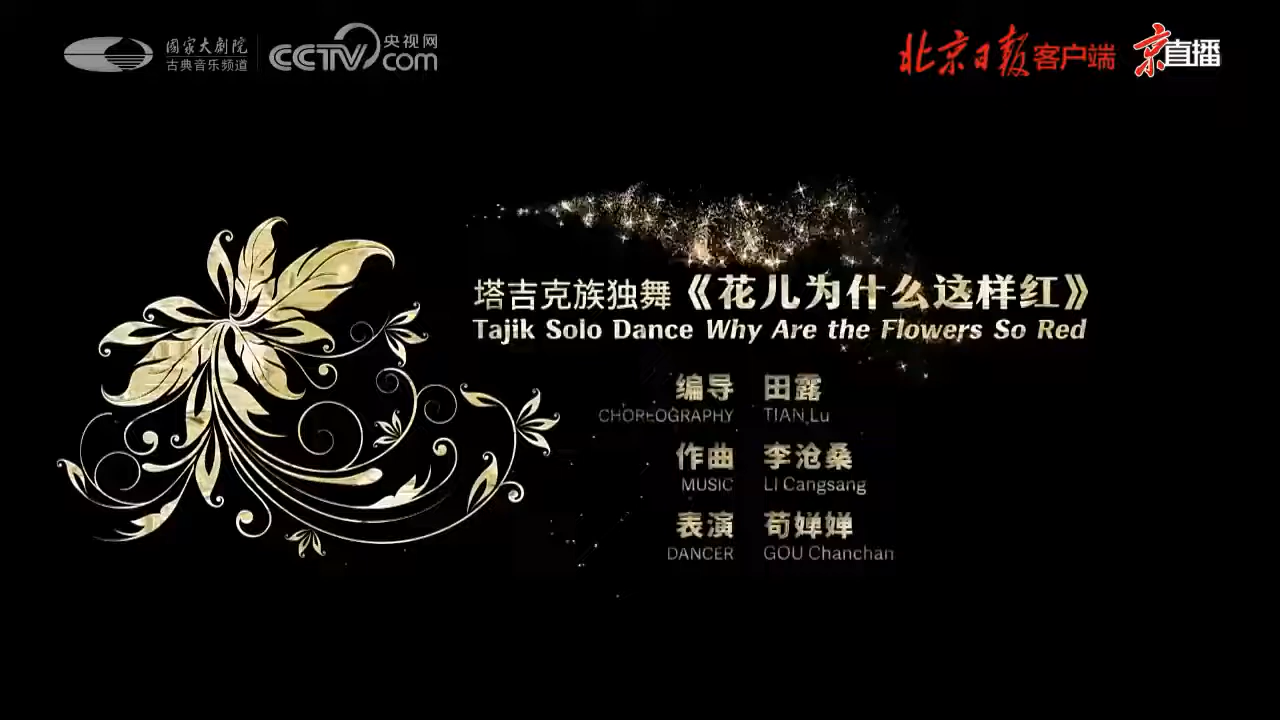 國家大劇院
古典音乐频道
CCTV 央视网
com
北京日报客户端
京直播
塔吉克族独舞《花儿为什么这样红》
Tajik Solo Dance Why Are the Flowers So Red
编导 田露
CHOREOGRAPHY TIAN Lu
作曲 李沧桑
MUSIC LI Cangsang
表演 苟婵婵
DANCER GOU Chanchan